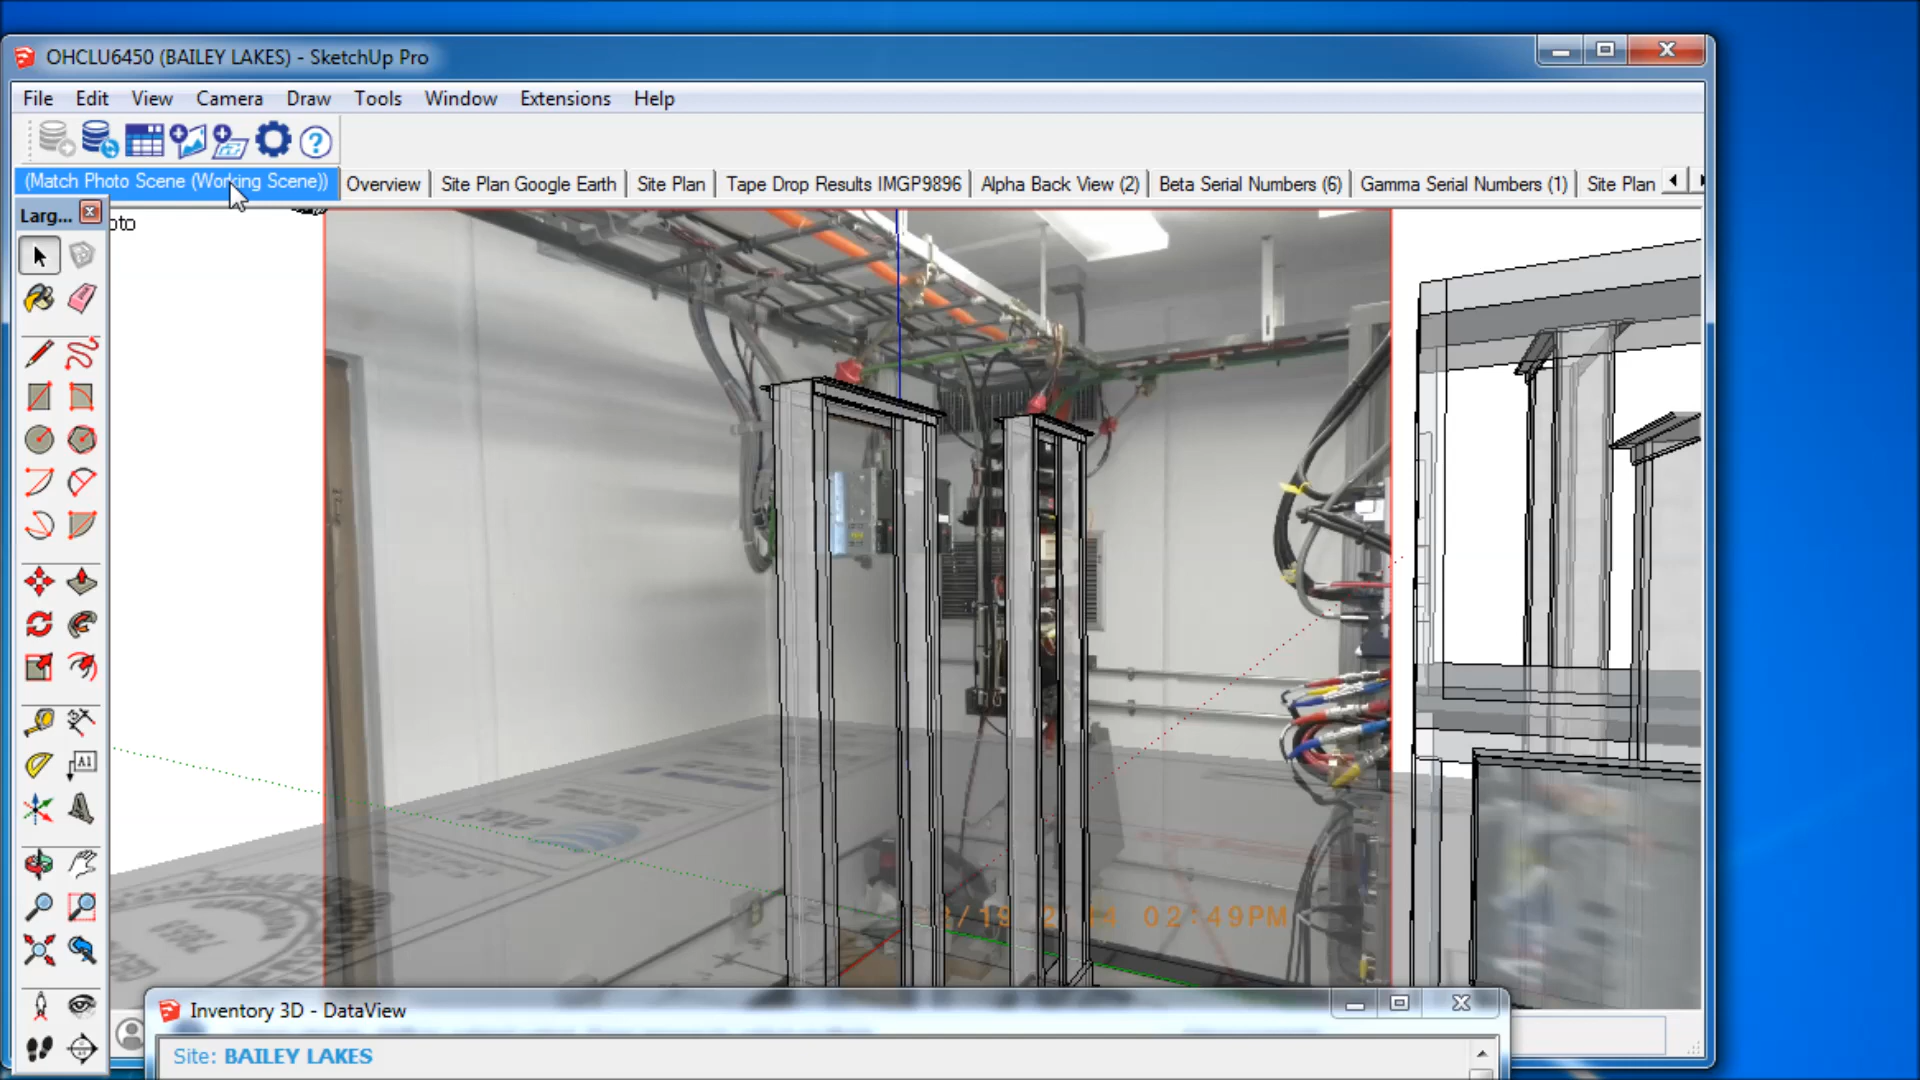 OHCLU6450 (BAILEY LAKES) - SketchUp Pro
File Edit View Camera Draw Tools Window Extensions Help
(Match Photo Scene (Working Scene)) Overview Site Plan Google Earth Site Plan Tape Drop Results IMGP9896 Alpha Back View (2) Beta Serial Numbers (6) Gamma Serial Numbers (1) Site Plan
Larg...
oto
A1
02:49PM
Inventory 3D - DataView
Site: BAILEY LAKES